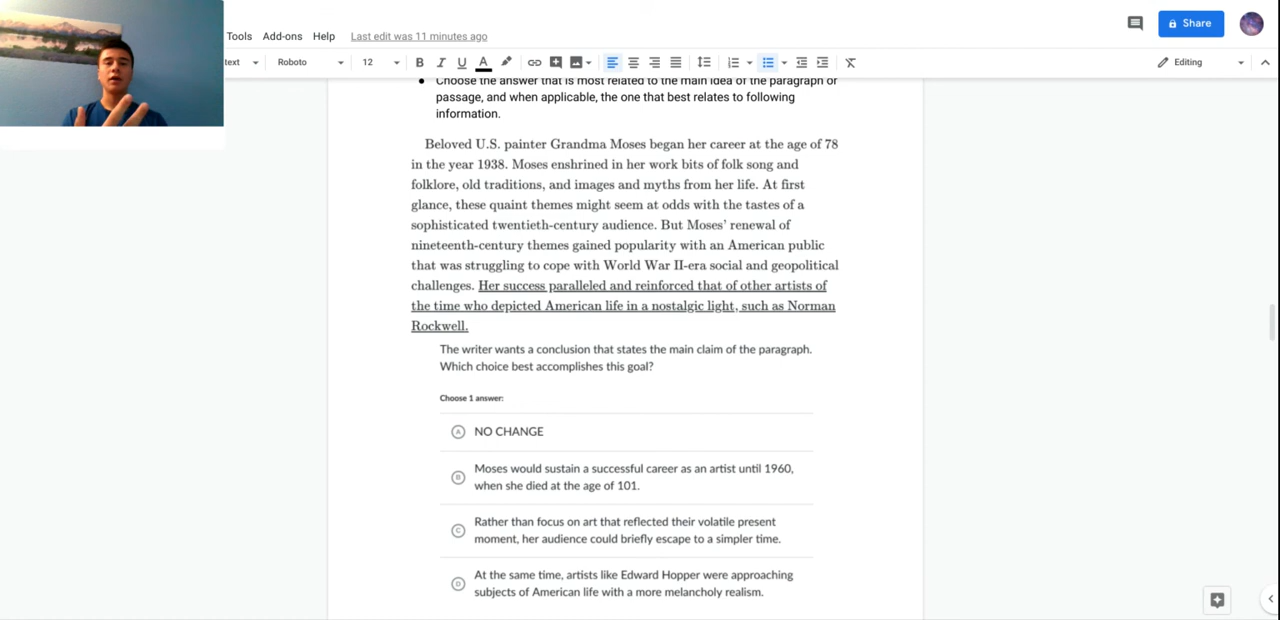 Tools Add-ons Help Last edit was 11 minutes ago
Share
text Roboto 12 B I U A Editing
Choose the answer that is most related to the main idea of the paragraph or
passage, and when applicable, the one that best relates to following
information.
Beloved U.S. painter Grandma Moses began her career at the age of 78
in the year 1938. Moses enshrined in her work bits of folk song and
folklore, old traditions, and images and myths from her life. At first
glance, these quaint themes might seem at odds with the tastes of a
sophisticated twentieth-century audience. But Moses' renewal of
nineteenth-century themes gained popularity with an American public
that was struggling to cope with World War II-era social and geopolitical
challenges. Her success paralleled and reinforced that of other artists of
the time who depicted American life in a nostalgic light, such as Norman
Rockwell.
The writer wants a conclusion that states the main claim of the paragraph.
Which choice best accomplishes this goal?
Choose 1 answer:
A NO CHANGE
B Moses would sustain a successful career as an artist until 1960,
when she died at the age of 101.
C Rather than focus on art that reflected their volatile present
moment, her audience could briefly escape to a simpler time.
D At the same time, artists like Edward Hopper were approaching
subjects of American life with a more melancholy realism.